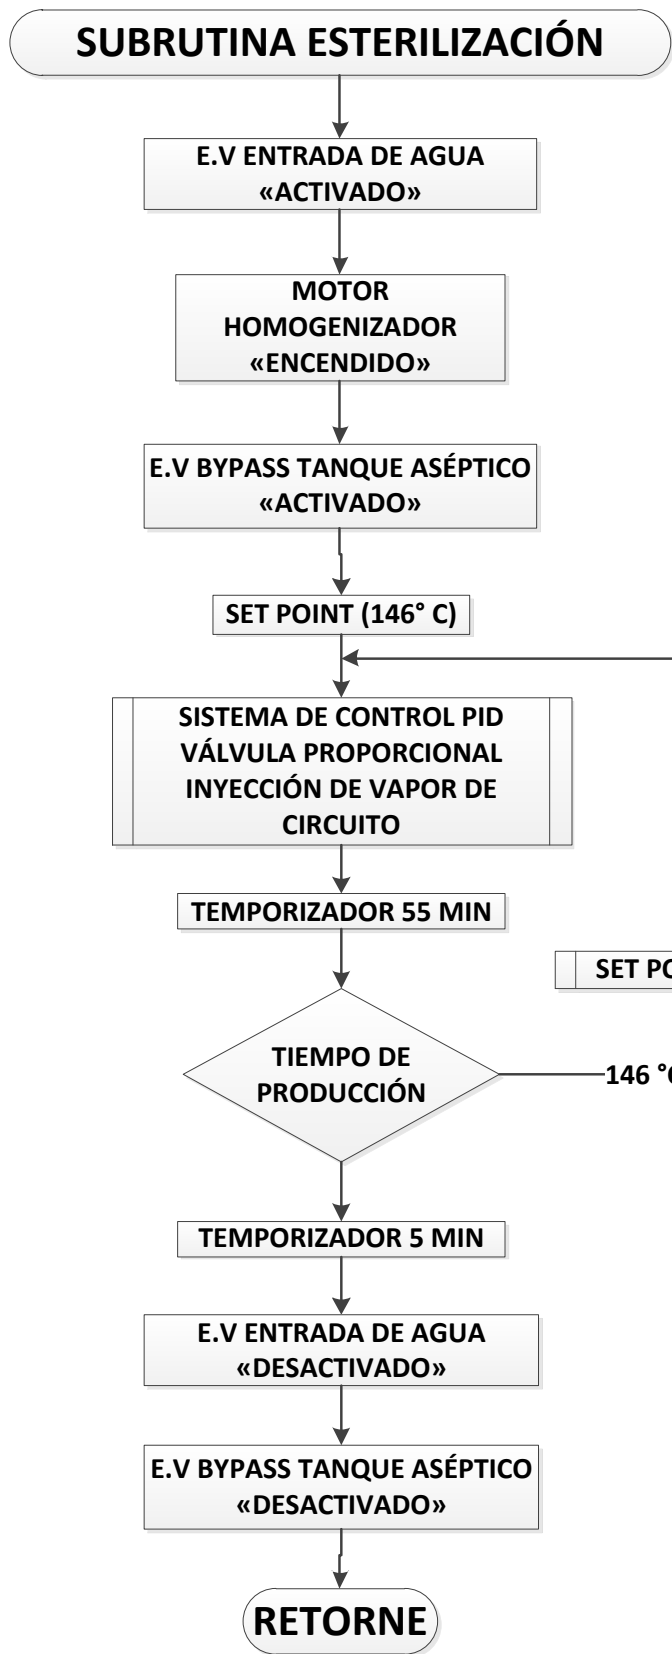 SUBRUTINA ESTERILIZACIÓN
E.V ENTRADA DE AGUA
«ACTIVADO»
MOTOR
HOMOGENIZADOR
«ENCENDIDO»
E.V BYPASS TANQUE ASÉPTICO
«ACTIVADO»
SET POINT (146° C)
SISTEMA DE CONTROL PID
VÁLVULA PROPORCIONAL
INYECCIÓN DE VAPOR DE
CIRCUITO
TEMPORIZADOR 55 MIN
SET
TIEMPO DE
PRODUCCIÓN
146
TEMPORIZADOR 5 MIN
E.V ENTRADA DE AGUA
«DESACTIVADO»
E.V BYPASS TANQUE ASÉPTICO
«DESACTIVADO»
RETORNE